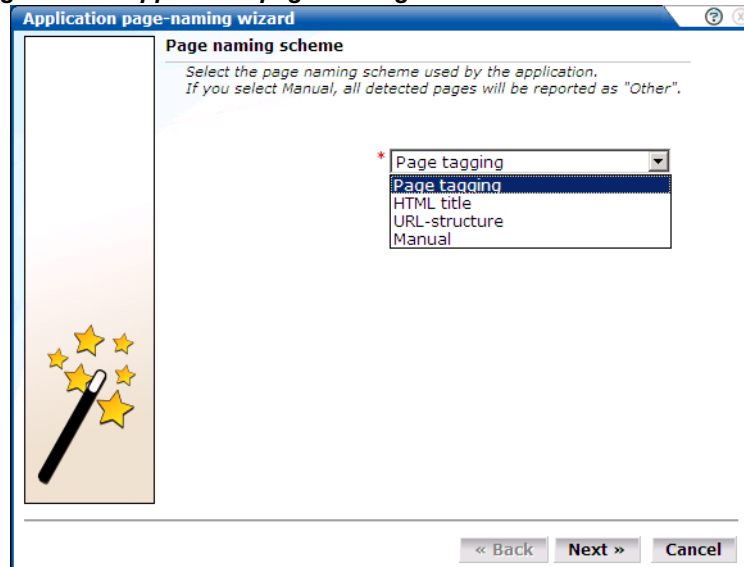 Application page-naming wizard
Page naming scheme
Select the page naming scheme used by the application.
If you select Manual, all detected pages will be reported as "Other".
* Page tagging
Page tagging
HTML title
URL-structure
Manual
« Back Next » Cancel